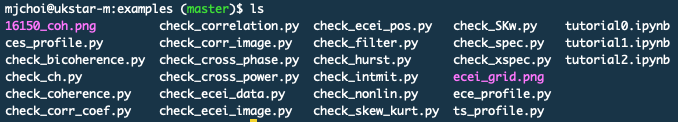 mjchoi@ukstar-m:examples (master)$ ls
16150_coh.png check_correlation.py check_ecei_pos.py check_SKw.py tutorial0.ipynb
ces_profile.py check_corr_image.py check_filter.py check_spec.py tutorial1.ipynb
check_bicoherence.py check_cross_phase.py check_hurst.py check_xspec.py tutorial2.ipynb
check_ch.py check_cross_power.py check_intmit.py ecei_grid.png
check_coherence.py check_ecei_data.py check_nonlin.py ece_profile.py
check_corr_coef.py check_ecei_image.py check_skew_kurt.py ts_profile.py